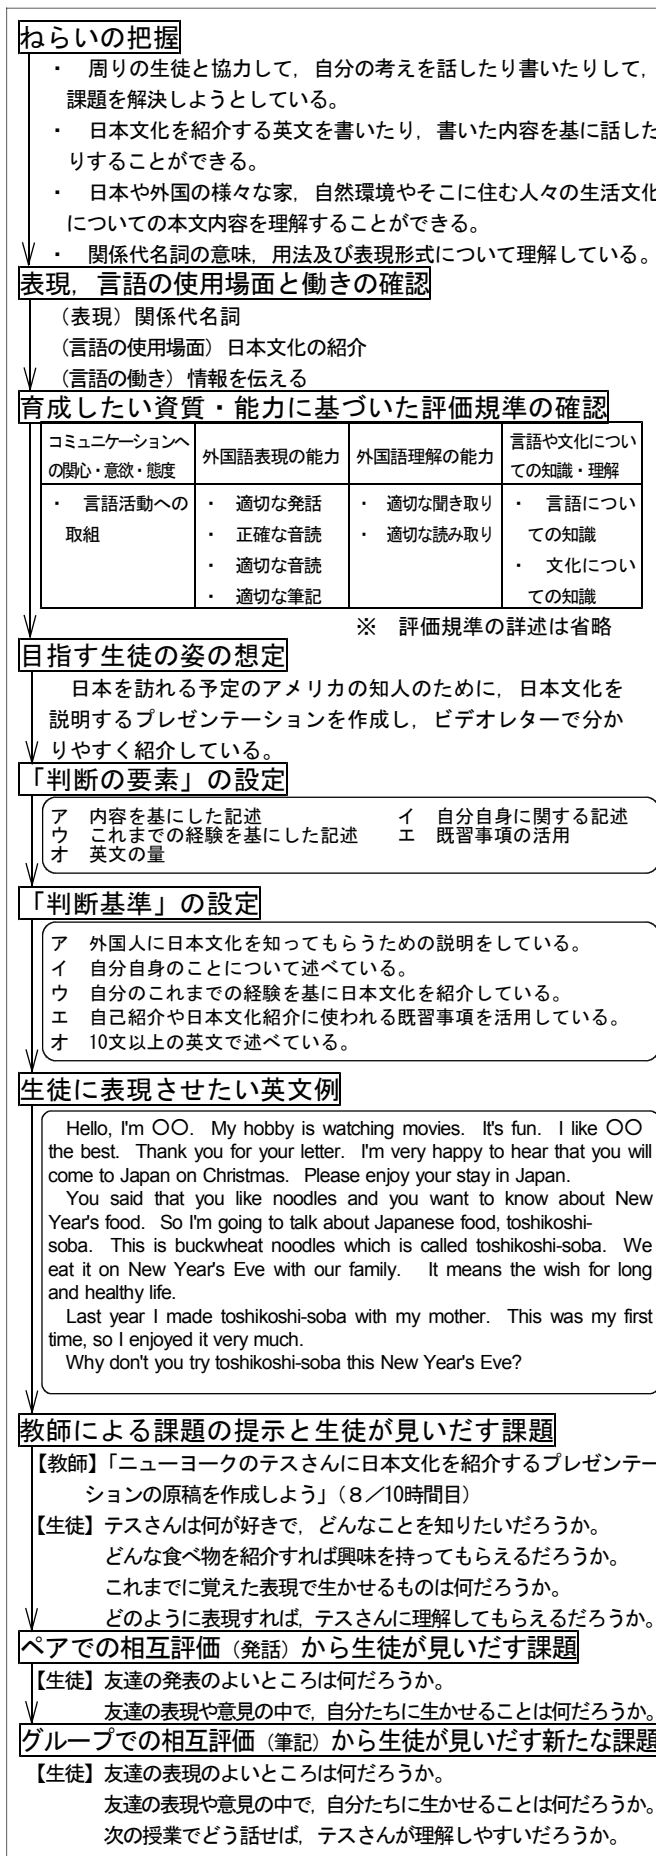 ねらいの把握
・　周りの生徒と協力して，自分の考えを話したり書いたりして，
課題を解決しようとしている。
・　日本文化を紹介する英文を書いたり，書いた内容を基に話した
りすることができる。
・　日本や外国の様々な家，自然環境やそこに住む人々の生活文化
についての本文内容を理解することができる。
・　関係代名詞の意味，用法及び表現形式について理解している。
表現，言語の使用場面と働きの確認
（表現）関係代名詞
（言語の使用場面）日本文化の紹介
（言語の働き）情報を伝える
育成したい資質・能力に基づいた評価規準の確認
コミュニケーションへ
の関心・意欲・態度
外国語表現の能力
外国語理解の能力
言語や文化につい
ての知識・理解
・　言語活動への
取組
・　適切な発話
・　正確な音読
・　適切な音読
・　適切な筆記
・　適切な聞き取り
・　適切な読み取り
・　言語につい
ての知識
・　文化につい
ての知識
※　評価規準の詳述は省略
目指す生徒の姿の想定
日本を訪れる予定のアメリカの知人のために，日本文化を
説明するプレゼンテーションを作成し，ビデオレターで分か
りやすく紹介している。
「判断の要素」の設定
ア　内容を基にした記述　　イ　自分自身に関する記述
ウ　これまでの経験を基にした記述　　エ　既習事項の活用
オ　英文の量
「判断基準」の設定
ア　外国人に日本文化を知ってもらうための説明をしている。
イ　自分自身のことについて述べている。
ウ　自分のこれまでの経験を基に日本文化を紹介している。
エ　自己紹介や日本文化紹介に使われる既習事項を活用している。
オ　10文以上の英文で述べている。
生徒に表現させたい英文例
Hello, I'm ○○. My hobby is watching movies. It's fun. I like ○○
the best. Thank you for your letter. I'm very happy to hear that you will
come to Japan on Christmas. Please enjoy your stay in Japan.
You said that you like noodles and you want to know about New
Year's food. So I'm going to talk about Japanese food, toshikoshi-
soba. This is buckwheat noodles which is called toshikoshi-soba. We
eat it on New Year's Eve with our family. It means the wish for long
and healthy life.
Last year I made toshikoshi-soba with my mother. This was my first
time, so I enjoyed it very much.
Why don't you try toshikoshi-soba this New Year's Eve?
教師による課題の提示と生徒が見いだす課題
【教師】「ニューヨークのテスさんに日本文化を紹介するプレゼンテー
ションの原稿を作成しよう」（８／10時間目）
【生徒】テスさんは何が好きで，どんなことを知りたいだろうか。
どんな食べ物を紹介すれば興味を持ってもらえるだろうか。
これまでに覚えた表現で生かせるものは何だろうか。
どのように表現すれば，テスさんに理解してもらえるだろうか。
ペアでの相互評価（発話）から生徒が見いだす課題
【生徒】友達の発表のよいところは何だろうか。
友達の表現や意見の中で，自分たちに生かせることは何だろうか。
グループでの相互評価（筆記）から生徒が見いだす新たな課題
【生徒】友達の表現のよいところは何だろうか。
友達の表現や意見の中で，自分たちに生かせることは何だろうか。
次の授業でどう話せば，テスさんが理解しやすいだろうか。